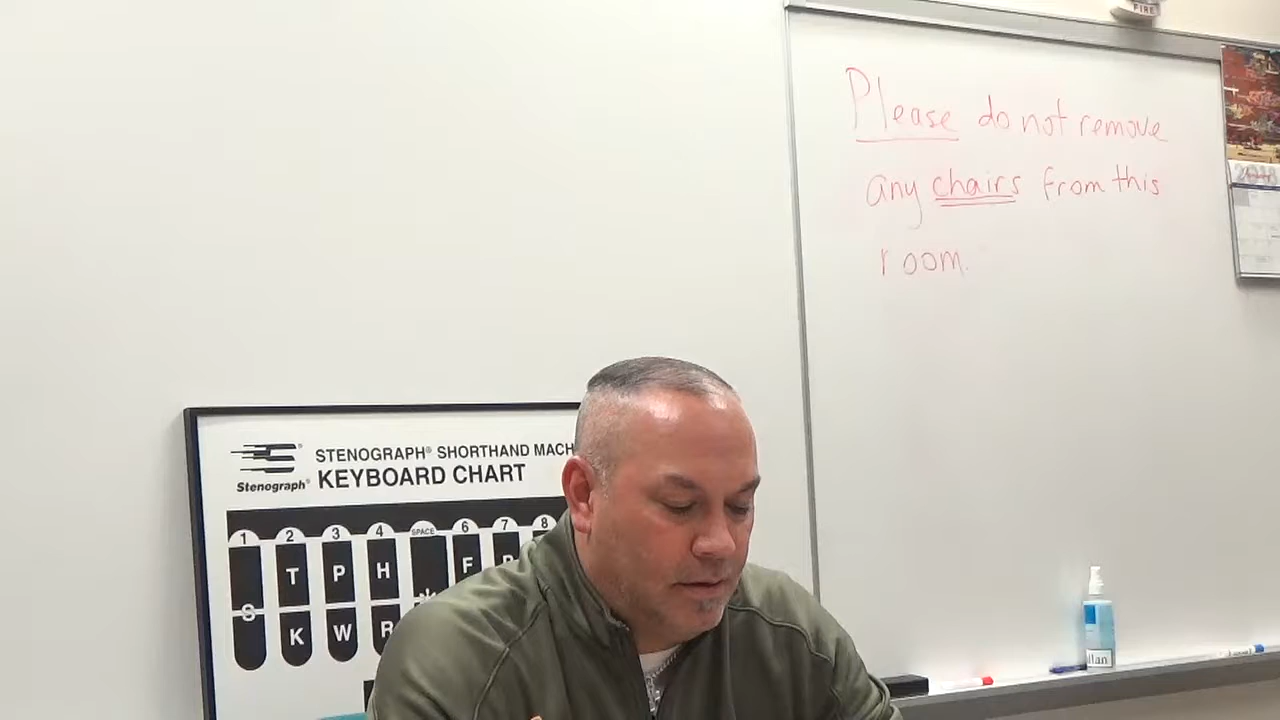 FIRE
Please do not remove
any chairs from this
room.
Stenograph®
STENOGRAPH® SHORTHAND MACH
KEYBOARD CHART
1 2 3 4 SPACE 6 7 8
S T P H * F
K W R